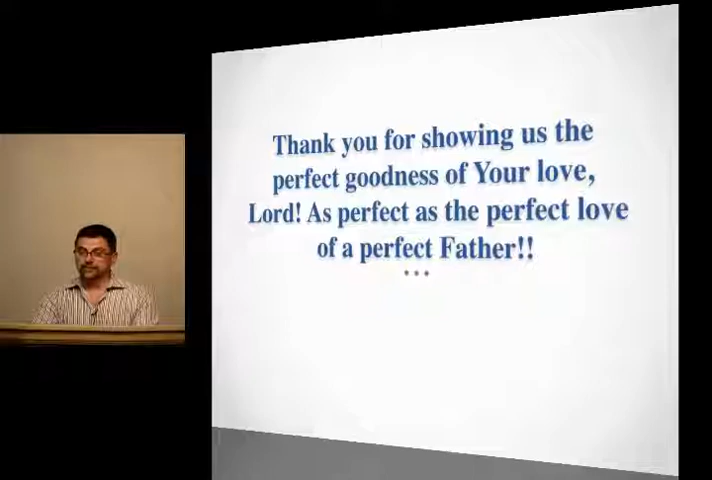 Thank you for showing us the
perfect goodness of Your love,
Lord! As perfect as the perfect love
of a perfect Father!!
...